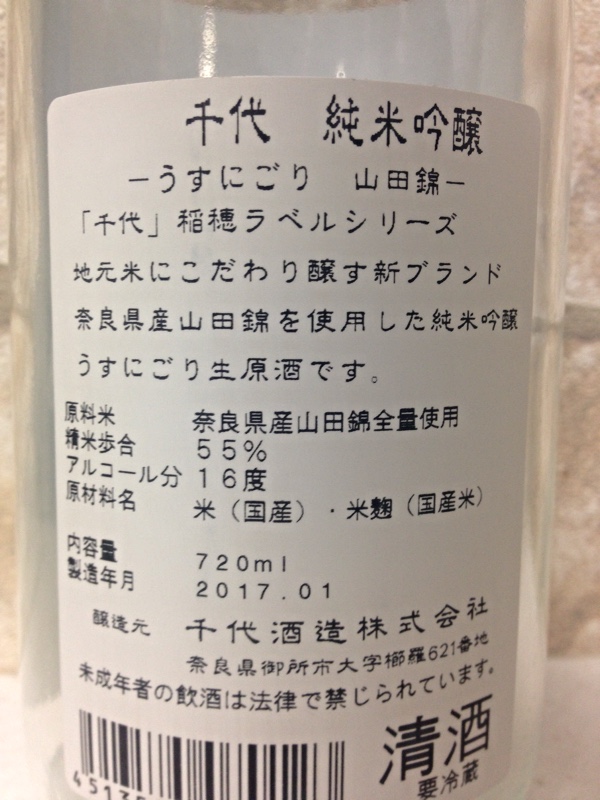 千代 純米吟醸
−うすにごり 山田錦−
「千代」稲穂ラベルシリーズ
地元米にこだわり醸す新ブランド
奈良県産山田錦を使用した純米吟醸
うすにごり生原酒です。
原料米 奈良県産山田錦全量使用
精米歩合 55%
アルコール分 16度
原材料名 米（国産）・米麹（国産米）
内容量 720ml
製造年月 2017.01
醸造元 千代酒造株式会社
奈良県御所市大字櫛羅621番地
未成年者の飲酒は法律で禁じられています。
清酒
要冷蔵